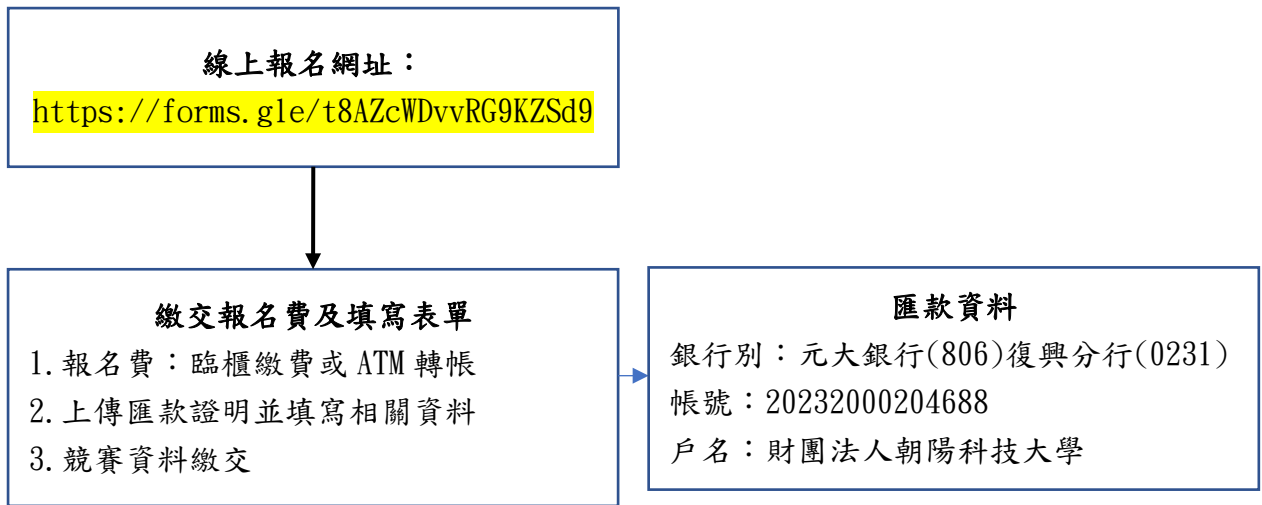 線上報名網址：
https://forms.gle/t8AZcWDvvRG9KZSd9
繳交報名費及填寫表單
1.報名費：臨櫃繳費或 ATM 轉帳
2.上傳匯款證明並填寫相關資料
3.競賽資料繳交
匯款資料
銀行別：元大銀行(806)復興分行(0231)
帳號：20232000204688
戶名：財團法人朝陽科技大學